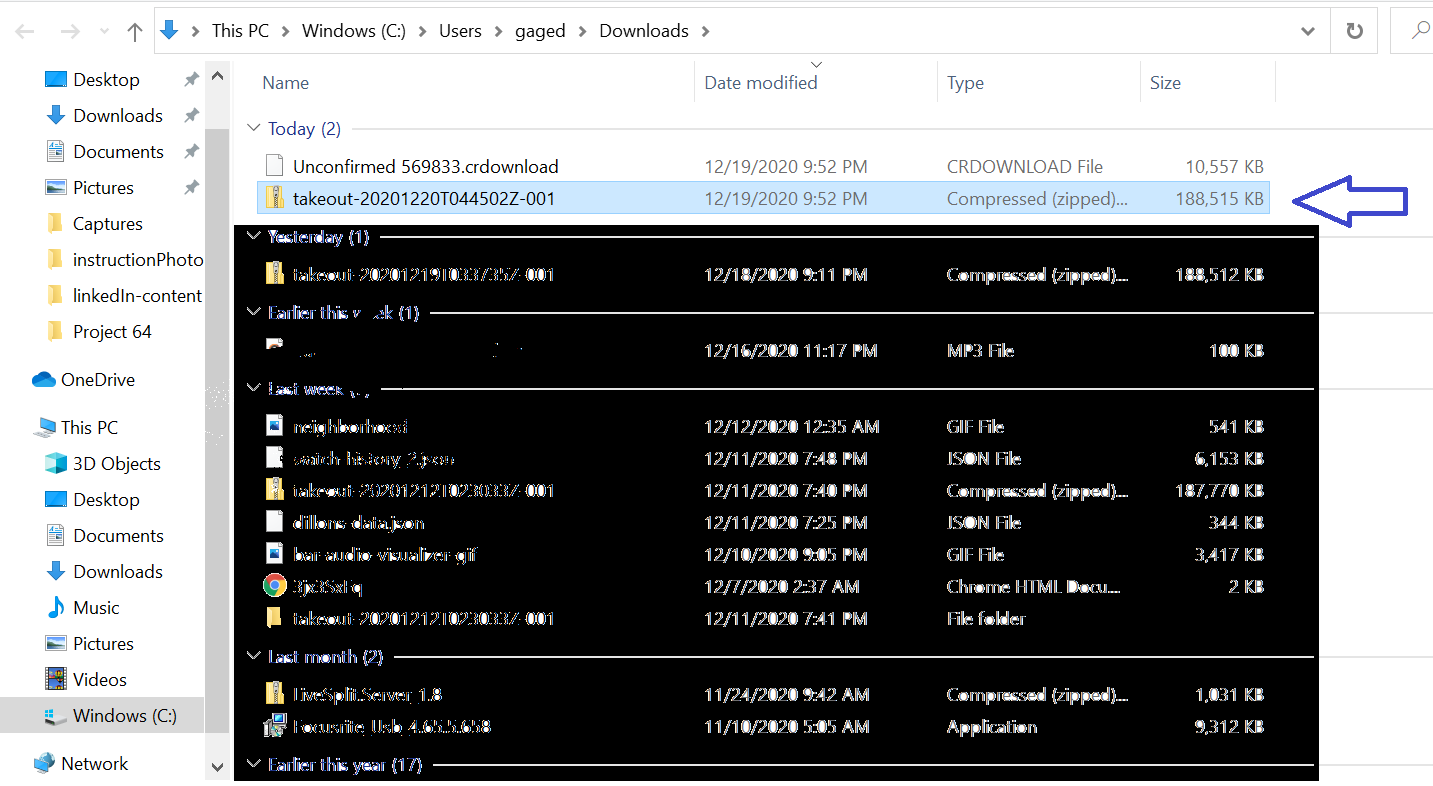 This PC > Windows (C:) > Users > gaged > Downloads >
Name Date modified Type Size
Desktop
Downloads
Documents
Pictures
Captures
instructionPhoto
linkedIn-content
Project 64
OneDrive
This PC
3D Objects
Desktop
Documents
Downloads
Music
Pictures
Videos
Windows (C:)
Network
Today (2)
Unconfirmed 569833.crdownload 12/19/2020 9:52 PM CRDOWNLOAD File 10,557 KB
takeout-20201220T044502Z-001 12/19/2020 9:52 PM Compressed (zipped)... 188,515 KB
Yesterday (1)
takeout-20201219T033735Z-001 12/18/2020 9:11 PM Compressed (zipped)... 188,512 KB
Earlier this (1)
12/16/2020 11:17 PM MP3 File 100 KB
Last week
neighborhood 12/12/2020 12:35 AM GIF File 541 KB
watch-history_2.json 12/11/2020 7:48 PM JSON File 6,153 KB
takeout-20201212T023033Z-001 12/11/2020 7:40 PM Compressed (zipped)... 187,770 KB
dillons-data.json 12/11/2020 7:25 PM JSON File 344 KB
bar-audio-visualizer-gif 12/10/2020 9:05 PM GIF File 3,417 KB
12/7/2020 2:37 AM Chrome HTML Docu... 2 KB
takeout-20201212T023033Z-001 12/11/2020 7:41 PM File folder
Last month (2)
LiveSplit.Server_1.8 11/24/2020 9:42 AM Compressed (zipped)... 1,031 KB
Focusrite_Usb_4.65.5.658 11/10/2020 5:05 AM Application 9,312 KB
Earlier this year (17)